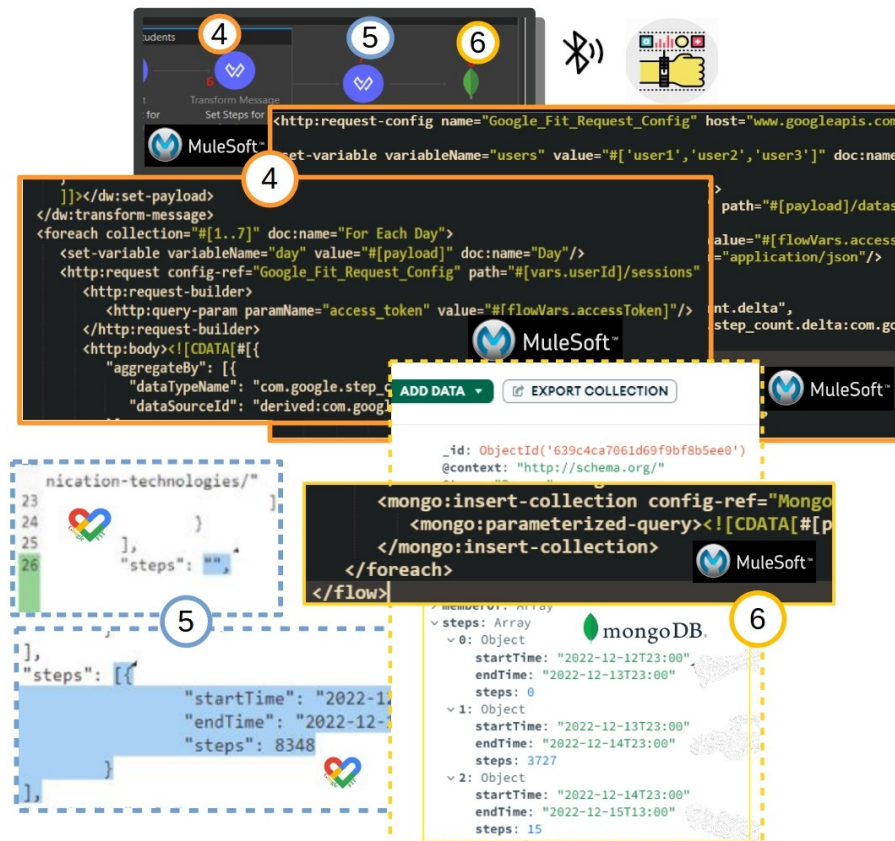 tudents
4
5
6
6
7
Transform Message
Set Steps for
t for
MuleSoft™
<http:request-config name="Google_Fit_Request_Config" host="www.googleapis.com
set-variable variableName="users" value="#['user1','user2','user3']" doc:name
">
" path="#[payload]/datas
alue="#[flowVars.access
="application/json"/>
nt.delta",
step_count.delta:com.go
MuleSoft™
4
]]></dw:set-payload>
</dw:transform-message>
<foreach collection="#[1..7]" doc:name="For Each Day">
<set-variable variableName="day" value="#[payload]" doc:name="Day"/>
<http:request config-ref="Google_Fit_Request_Config" path="#[vars.userId]/sessions"
<http:request-builder>
<http:query-param paramName="access_token" value="#[flowVars.accessToken]"/>
</http:request-builder>
<http:body><![CDATA[#[{
"aggregateBy": [{
"dataTypeName": "com.google.step_c
"dataSourceId": "derived:com.googl
MuleSoft™
ADD DATA
EXPORT COLLECTION
_id: ObjectId('639c4ca7061d69f9bf8b5ee0')
@context: "http://schema.org/"
<mongo:insert-collection config-ref="Mongo
<mongo:parameterized-query><![CDATA[#[p
</mongo:insert-collection>
</foreach>
</flow>
MuleSoft™
nication-technologies/"
23 ]
24 }
25 ],
26 "steps": "",
5
],
"steps": [{
"startTime": "2022-12
"endTime": "2022-12-1
"steps": 8348
}
],
6
memberOf: Array
steps: Array
mongoDB.
0: Object
startTime: "2022-12-12T23:00"
endTime: "2022-12-13T23:00"
steps: 0
1: Object
startTime: "2022-12-13T23:00"
endTime: "2022-12-14T23:00"
steps: 3727
2: Object
startTime: "2022-12-14T23:00"
endTime: "2022-12-15T13:00"
steps: 15